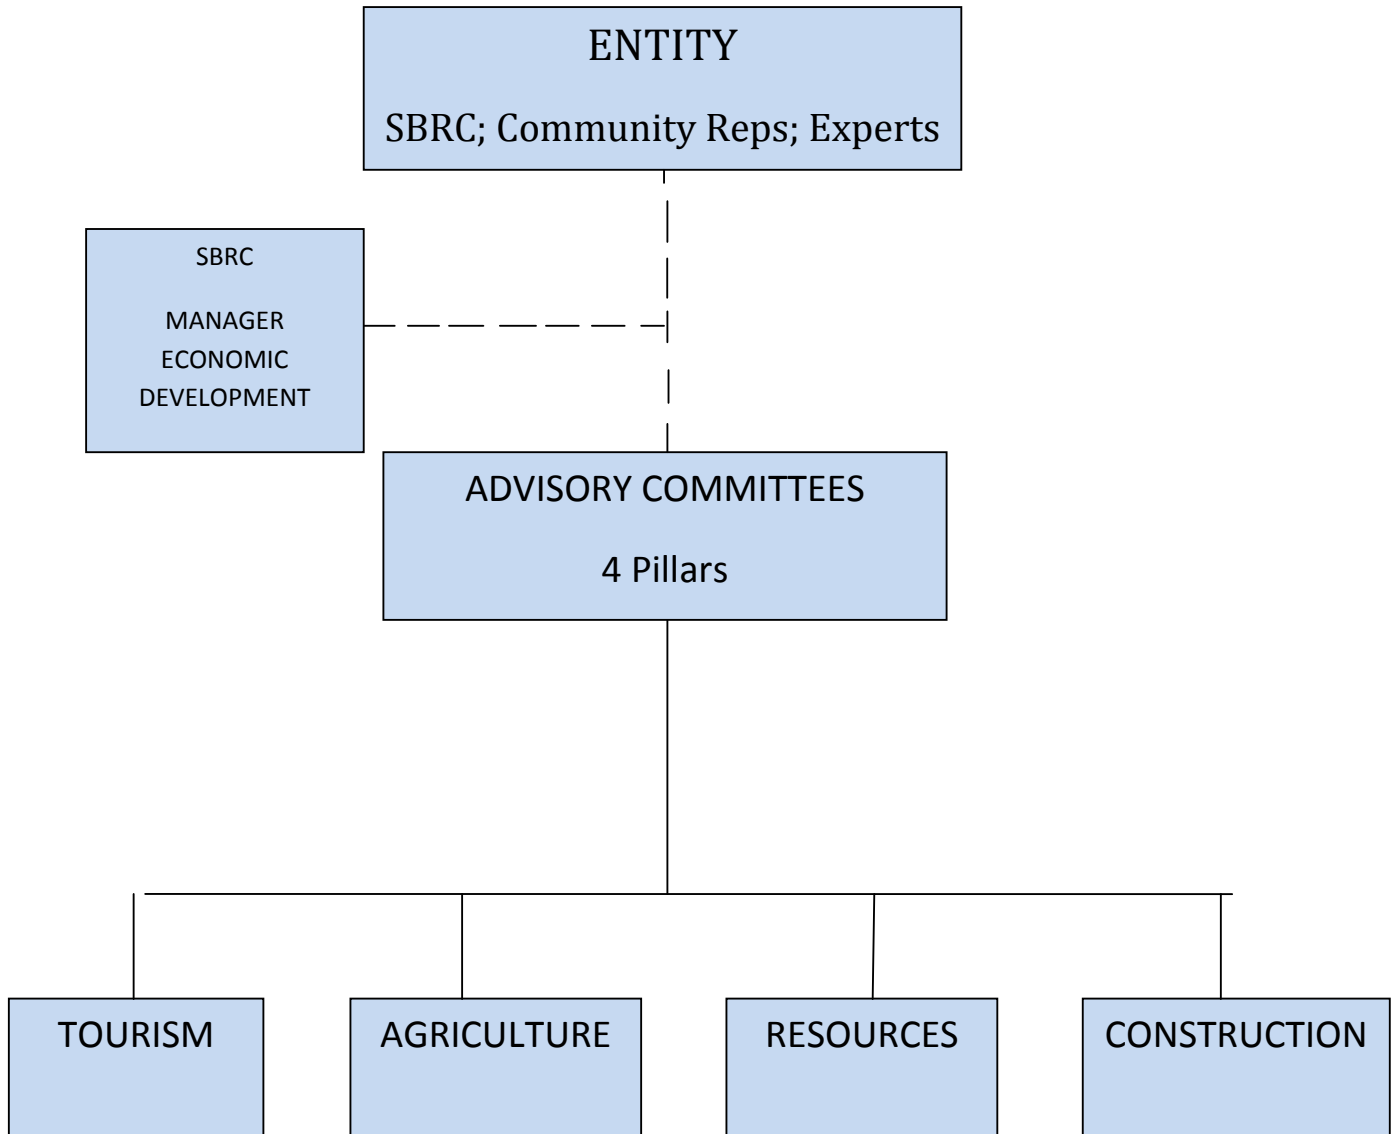 ENTITY
SBRC; Community Reps; Experts
SBRC
MANAGER
ECONOMIC
DEVELOPMENT
ADVISORY COMMITTEES
4 Pillars
TOURISM
AGRICULTURE
RESOURCES
CONSTRUCTION